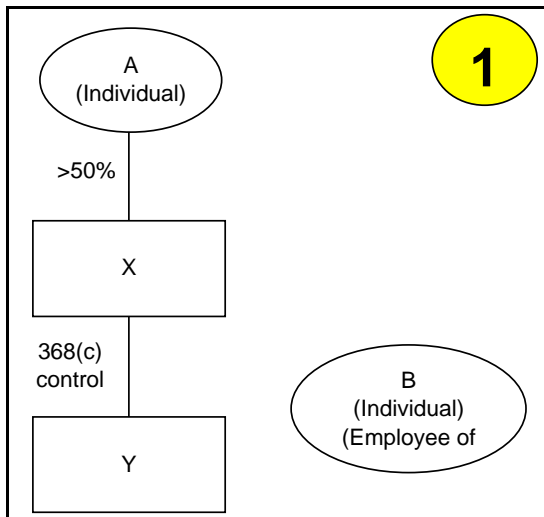 A
(Individual)
1
>50%
X
368(c)
control
B
(Individual)
(Employee of
Y